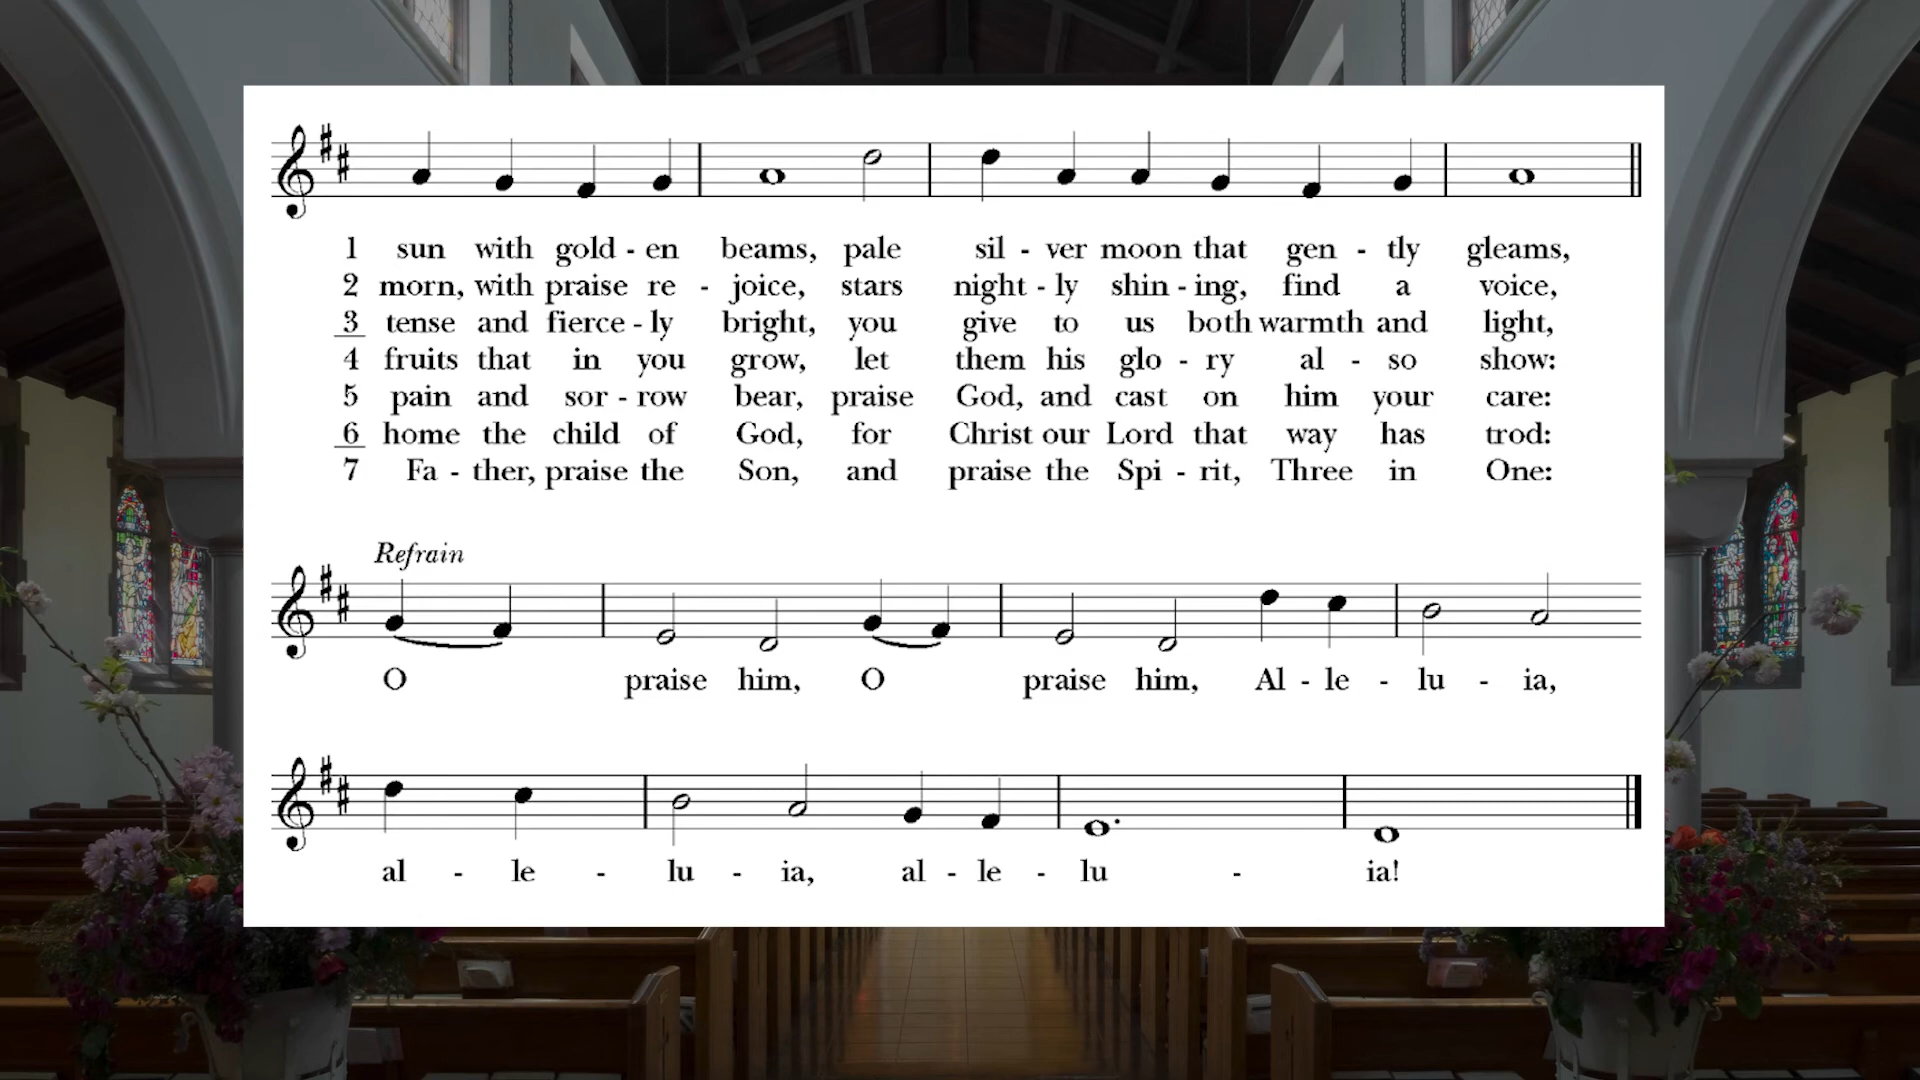 1 sun with gold - en beams, pale sil - ver moon that gen - tly gleams,
2 morn, with praise re - joice, stars night - ly shin - ing, find a voice,
3 tense and fierce - ly bright, you give to us both warmth and light,
4 fruits that in you grow, let them his glo - ry al - so show:
5 pain and sor - row bear, praise God, and cast on him your care:
6 home the child of God, for Christ our Lord that way has trod:
7 Fa - ther, praise the Son, and praise the Spi - rit, Three in One:
Refrain
O praise him, O praise him, Al - le - lu - ia,
al - le - lu - ia, al - le - lu - ia!